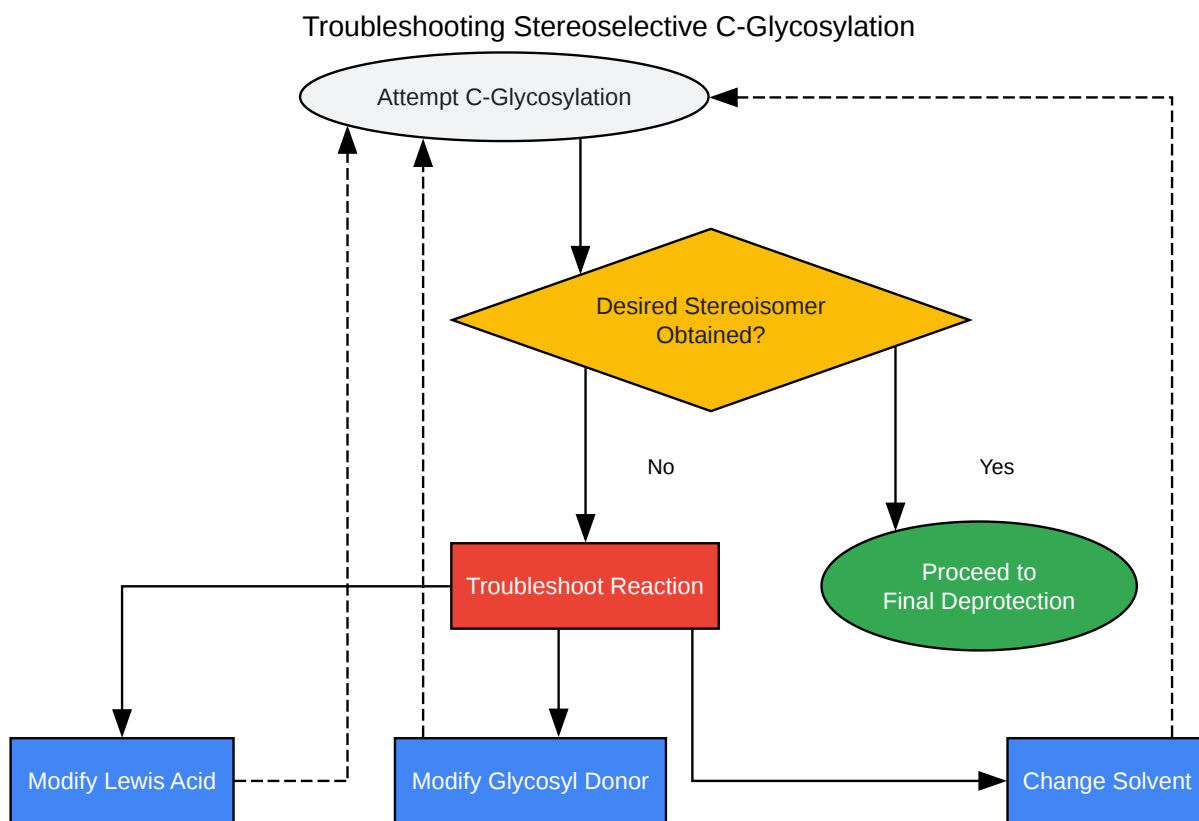 Troubleshooting Stereoselective C-Glycosylation
Attempt C-Glycosylation
Desired Stereoisomer
Obtained?
No
Yes
Troubleshoot Reaction
Proceed to
Final Deprotection
Modify Lewis Acid
Modify Glycosyl Donor
Change Solvent